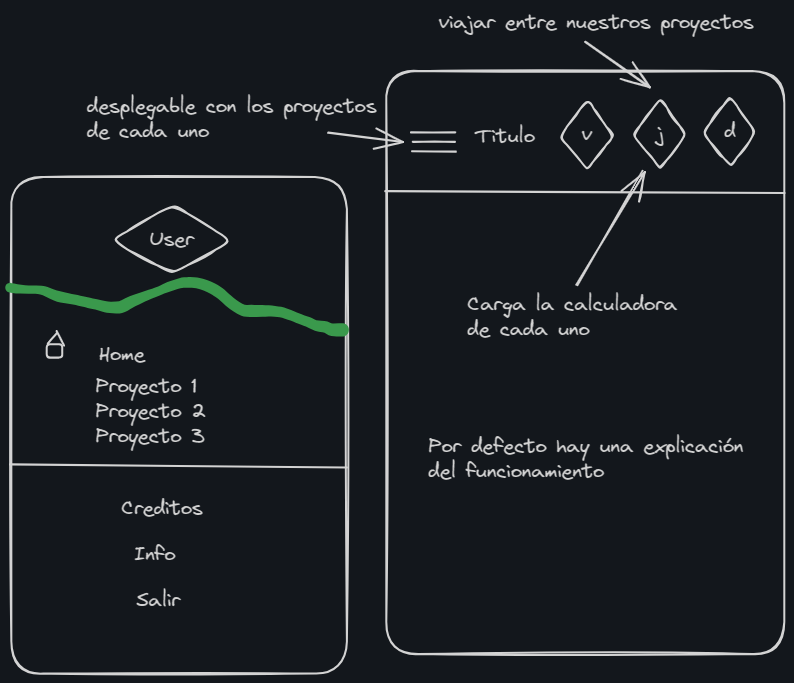 viajar entre nuestros proyectos
desplegable con los proyectos
de cada uno
Titulo
v
j
d
User
Carga la calculadora
de cada uno
Home
Proyecto 1
Proyecto 2
Proyecto 3
Por defecto hay una explicación
del funcionamiento
Creditos
Info
Salir